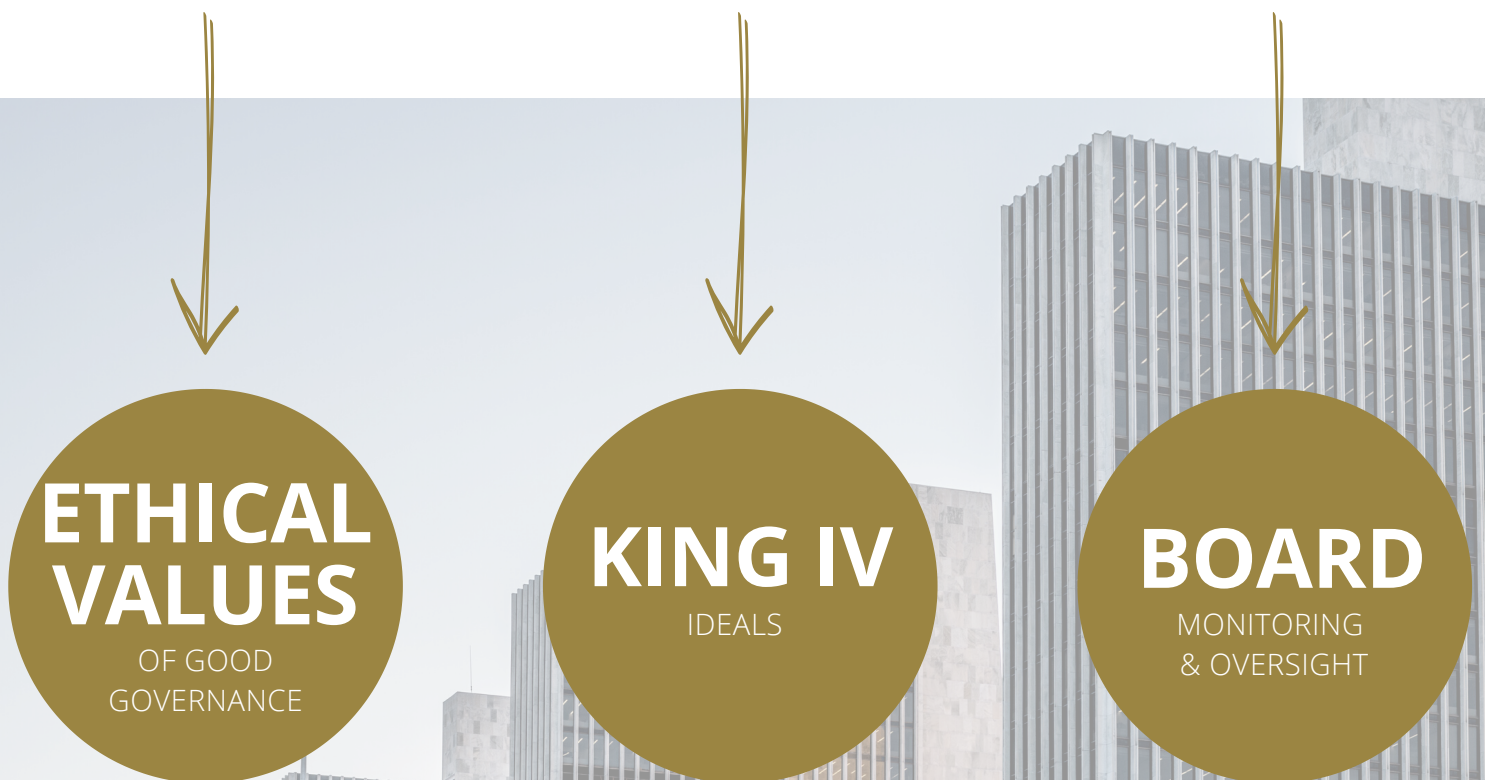 ETHICAL
VALUES
OF GOOD
GOVERNANCE
KING IV
IDEALS
BOARD
MONITORING
& OVERSIGHT